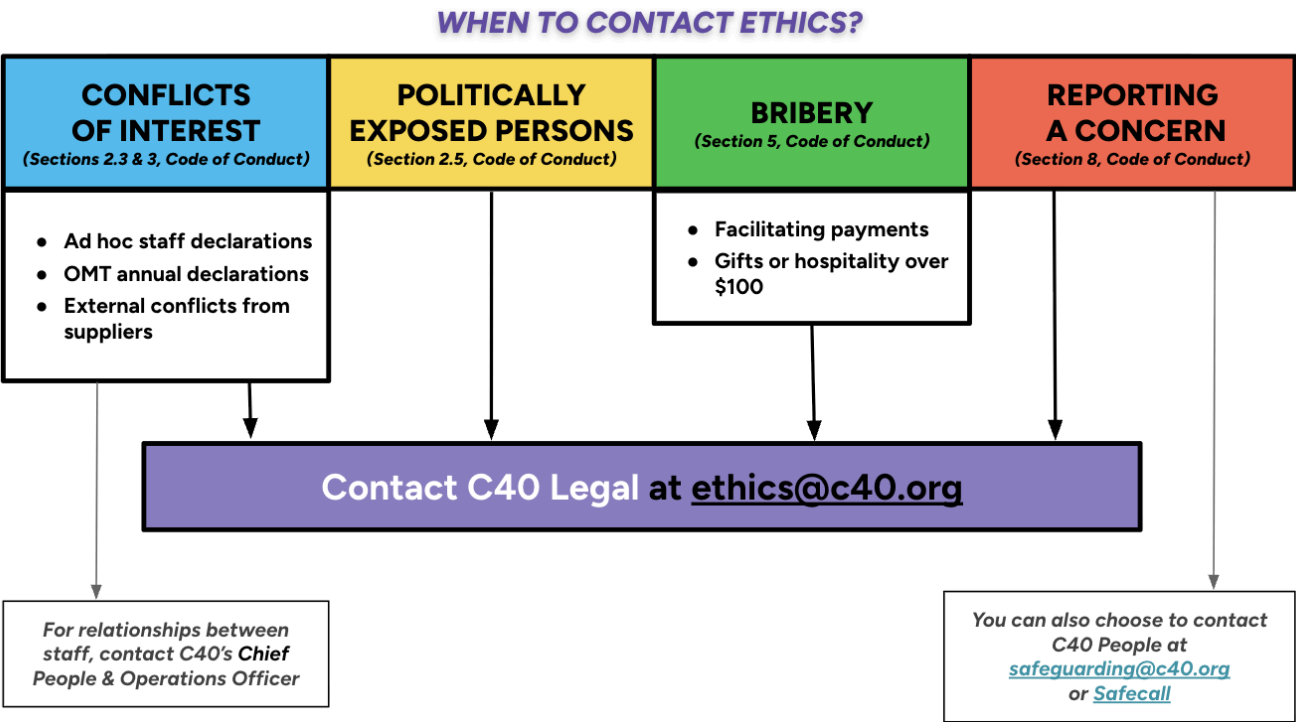 WHEN TO CONTACT ETHICS?
CONFLICTS
OF INTEREST
(Sections 2.3 & 3, Code of Conduct)
POLITICALLY
EXPOSED PERSONS
(Section 2.5, Code of Conduct)
BRIBERY
(Section 5, Code of Conduct)
REPORTING
A CONCERN
(Section 8, Code of Conduct)
● Ad hoc staff declarations
● OMT annual declarations
● External conflicts from
suppliers
● Facilitating payments
● Gifts or hospitality over
$100
Contact C40 Legal at ethics@c40.org
For relationships between
staff, contact C40’s Chief
People & Operations Officer
You can also choose to contact
C40 People at
safeguarding@c40.org
or Safecall